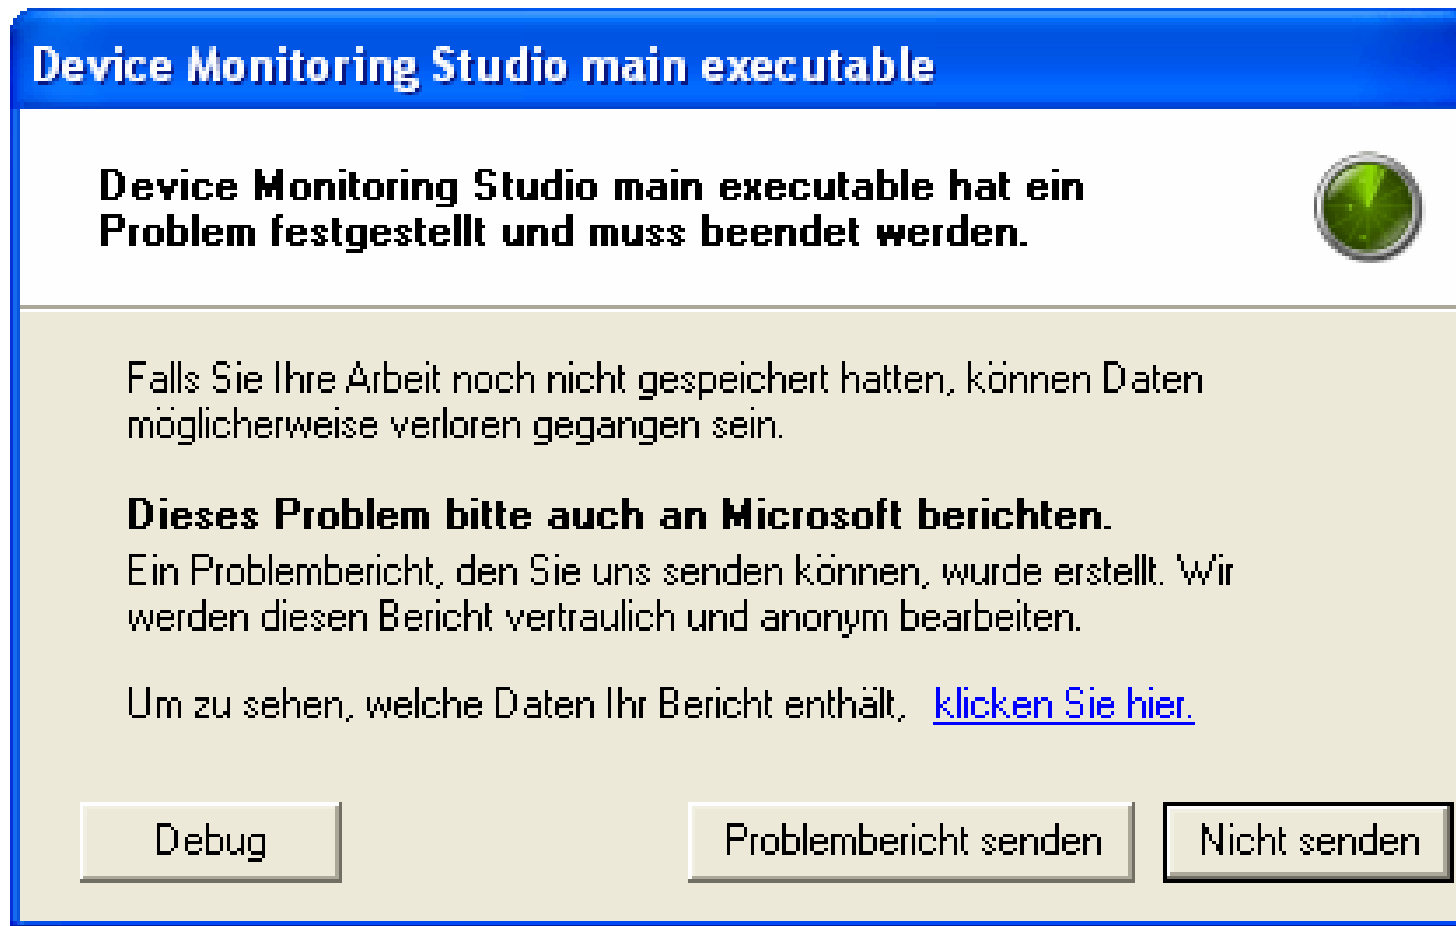 Device Monitoring Studio main executable
Device Monitoring Studio main executable hat ein
Problem festgestellt und muss beendet werden.
Falls Sie Ihre Arbeit noch nicht gespeichert hatten, können Daten
möglicherweise verloren gegangen sein.
Dieses Problem bitte auch an Microsoft berichten.
Ein Problembericht, den Sie uns senden können, wurde erstellt. Wir
werden diesen Bericht vertraulich und anonym bearbeiten.
Um zu sehen, welche Daten Ihr Bericht enthält, klicken Sie hier.
Debug Problembericht senden Nicht senden